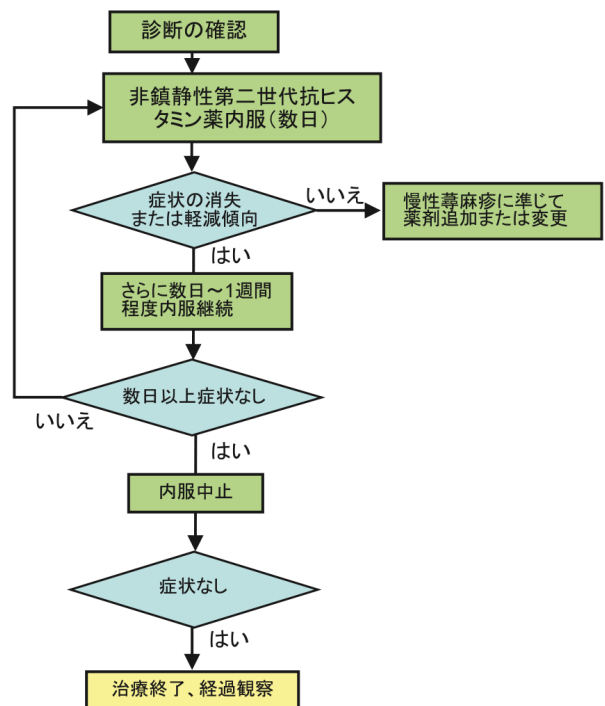 診断の確認
非鎮静性第二世代抗ヒス
タミン薬内服(数日)
症状の消失
または軽減傾向
いいえ
慢性蕁麻疹に準じて
薬剤追加または変更
はい
さらに数日～1週間
程度内服継続
数日以上症状なし
いいえ
はい
内服中止
症状なし
はい
治療終了、経過観察